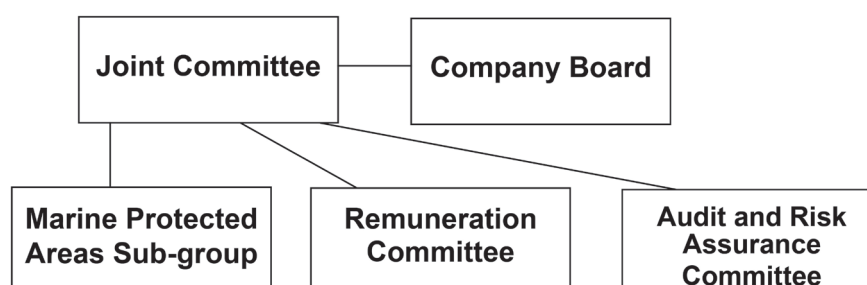 Joint Committee
Company Board
Marine Protected
Areas Sub-group
Remuneration
Committee
Audit and Risk
Assurance
Committee